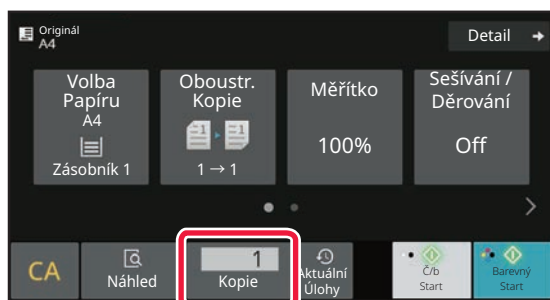 Originál
A4
Detail
Volba
Papíru
A4
Zásobník 1
Oboustr.
Kopie
1 → 1
Měřítko
100%
Sešívání /
Děrování
Off
CA
Náhled
1
Kopie
Aktuální
Úlohy
Č/b
Start
Barevný
Start